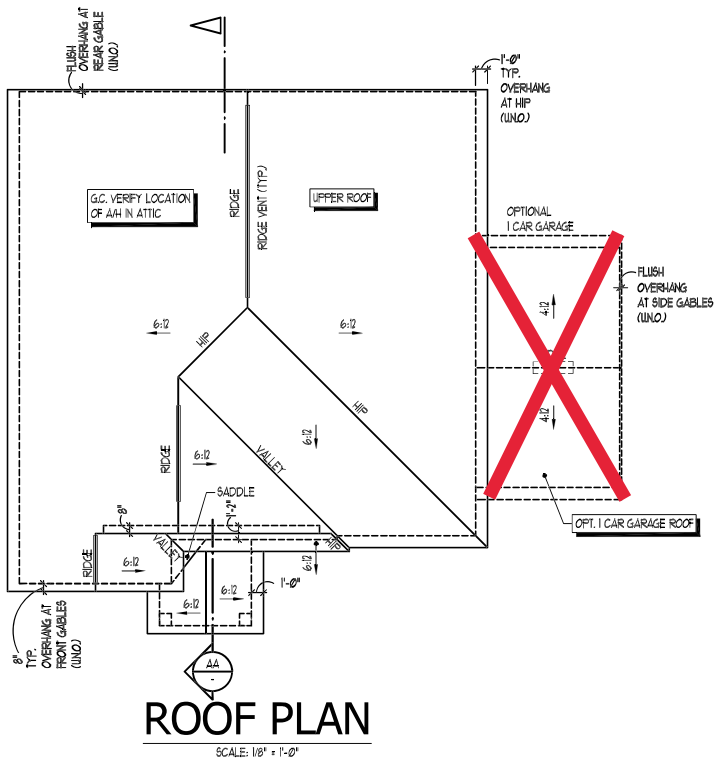 FLUSH
OVERHANG AT
REAR GABLE
(U.N.O.)
1'-0"
TYP.
OVERHANG
AT HIP
(U.N.O.)
G.C. VERIFY LOCATION
OF A/H IN ATTIC
RIDGE
RIDGE VENT (TYP.)
UPPER ROOF
OPTIONAL
1 CAR GARAGE
FLUSH
OVERHANG
AT SIDE GABLES
(U.N.O.)
4:12
6:12
6:12
HIP
HIP
4:12
RIDGE
6:12
VALLEY
6:12
SADDLE
8"
1'-2"
OPT. 1 CAR GARAGE ROOF
RIDGE
VALLEY
HIP
6:12
6:12
1'-0"
6:12
6:12
8"
TYP.
OVERHANG AT
FRONT GABLES
(U.N.O.)
AA
-
ROOF PLAN
SCALE: 1/8" = 1'-0"